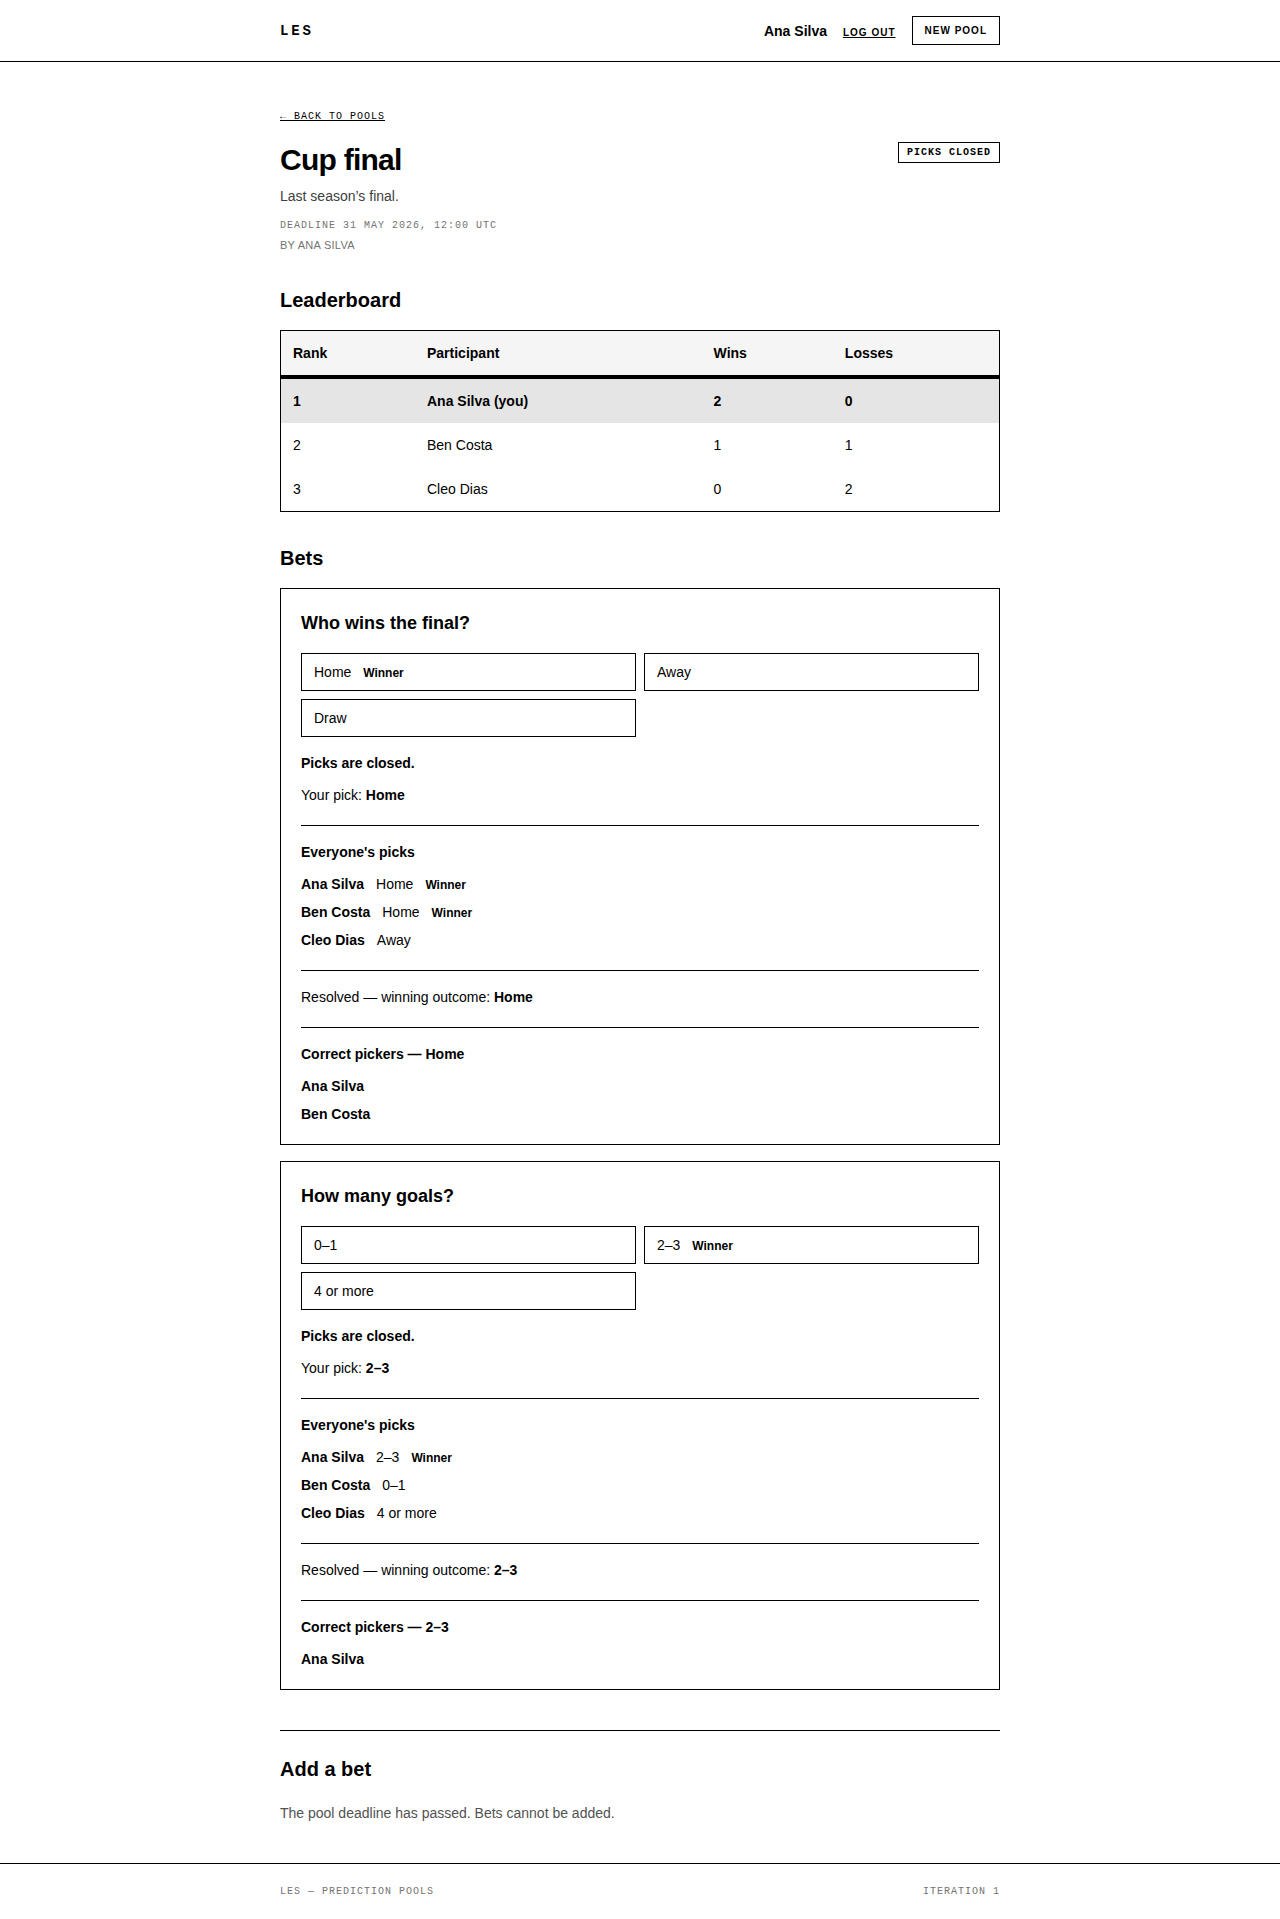 LES
Ana Silva LOG OUT NEW POOL
← BACK TO POOLS
Cup final
PICKS CLOSED
Last season’s final.
DEADLINE 31 MAY 2026, 12:00 UTC
BY ANA SILVA
Leaderboard
Rank Participant Wins Losses
1 Ana Silva (you) 2 0
2 Ben Costa 1 1
3 Cleo Dias 0 2
Bets
Who wins the final?
Home Winner
Away
Draw
Picks are closed.
Your pick: Home
Everyone's picks
Ana Silva Home Winner
Ben Costa Home Winner
Cleo Dias Away
Resolved — winning outcome: Home
Correct pickers — Home
Ana Silva
Ben Costa
How many goals?
0–1
2–3 Winner
4 or more
Picks are closed.
Your pick: 2–3
Everyone's picks
Ana Silva 2–3 Winner
Ben Costa 0–1
Cleo Dias 4 or more
Resolved — winning outcome: 2–3
Correct pickers — 2–3
Ana Silva
Add a bet
The pool deadline has passed. Bets cannot be added.
LES — PREDICTION POOLS
ITERATION 1